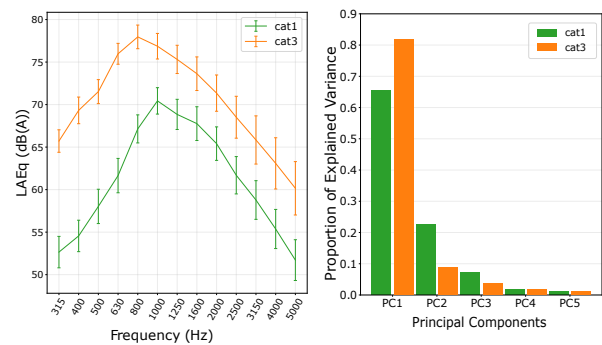 80
75
70
65
60
55
50
LAEq (dB(A))
315
400
500
630
800
1000
1250
1600
2000
2500
3150
4000
5000
Frequency (Hz)
cat1
cat3
0.9
0.8
0.7
0.6
0.5
0.4
0.3
0.2
0.1
0.0
Proportion of Explained Variance
PC1
PC2
PC3
PC4
PC5
Principal Components
cat1
cat3